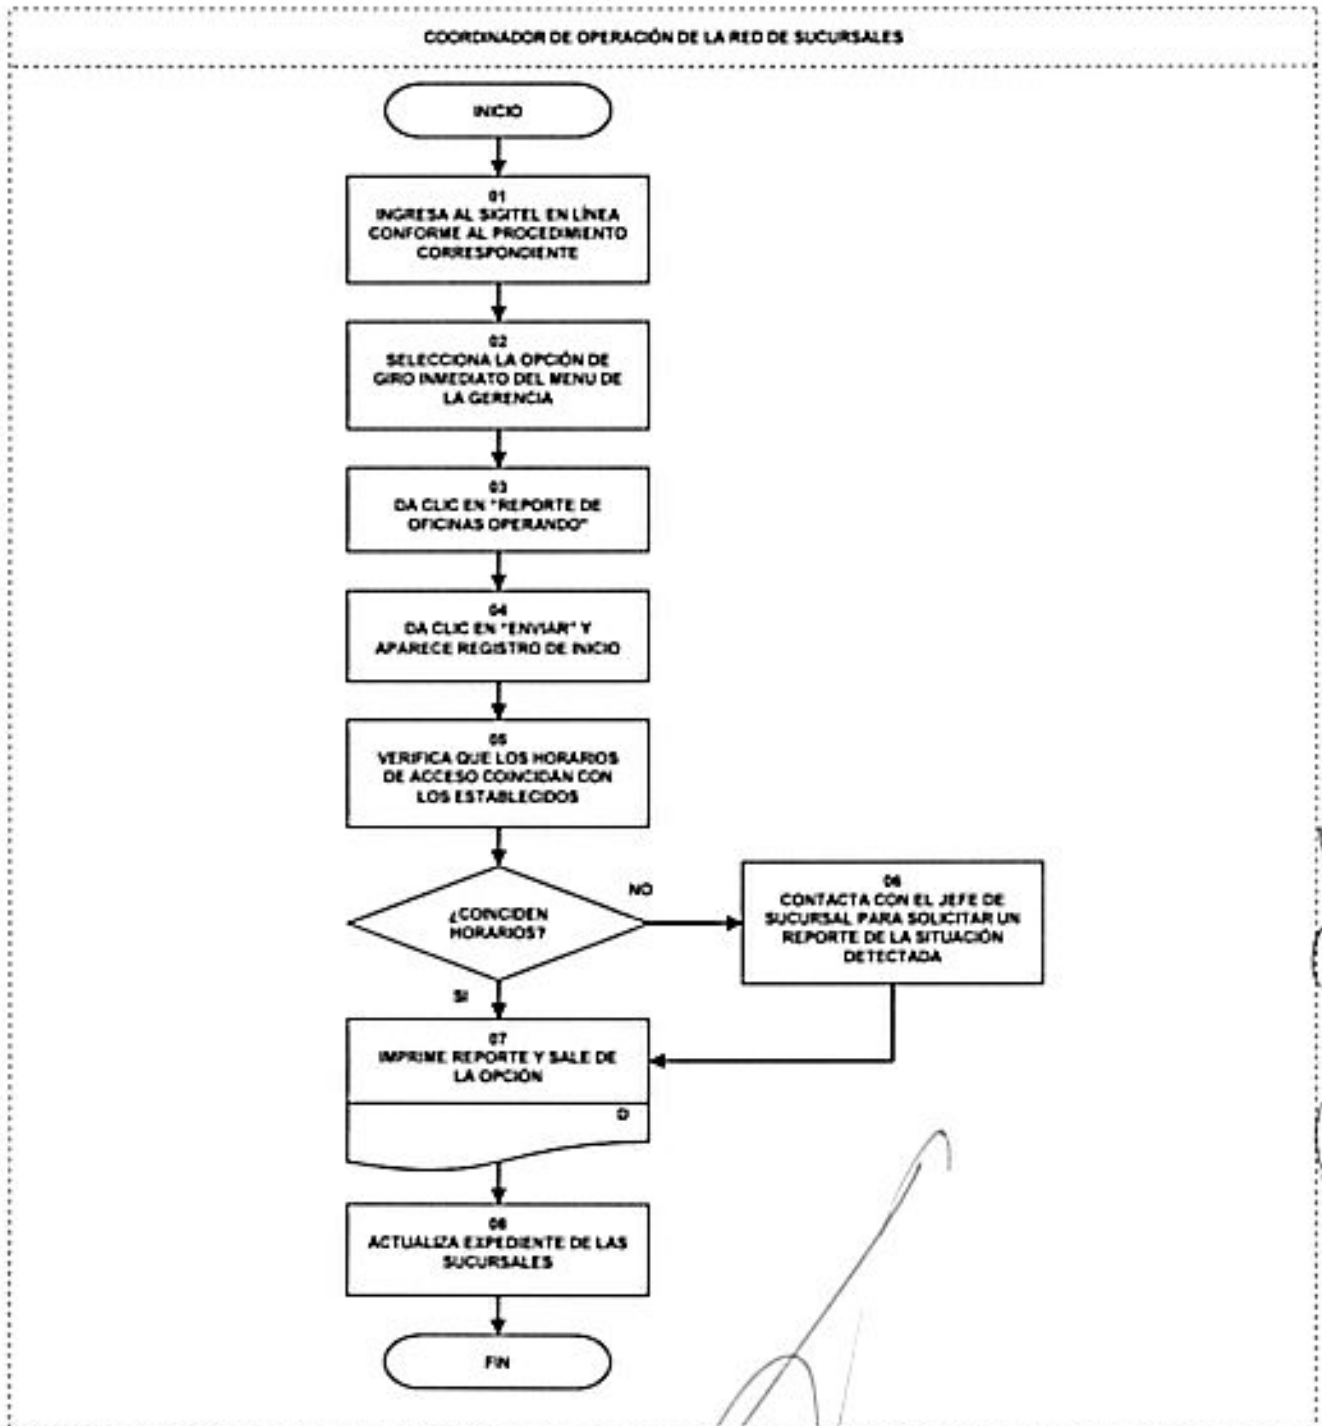 COORDINADOR DE OPERACIÓN DE LA RED DE SUCURSALES
INICIO
01
INGRESA AL SIGITEL EN LÍNEA
CONFORME AL PROCEDIMIENTO
CORRESPONDIENTE
02
SELECCIONA LA OPCIÓN DE
GIRO INMEDIATO DEL MENU DE
LA GERENCIA
03
DA CLIC EN "REPORTE DE
OFICINAS OPERANDO"
04
DA CLIC EN "ENVIAR" Y
APARECE REGISTRO DE INICIO
05
VERIFICA QUE LOS HORARIOS
DE ACCESO COINCIDAN CON
LOS ESTABLECIDOS
¿COINCIDEN
HORARIOS?
NO
06
CONTACTA CON EL JEFE DE
SUCURSAL PARA SOLICITAR UN
REPORTE DE LA SITUACIÓN
DETECTADA
SI
07
IMPRIME REPORTE Y SALE DE
LA OPCIÓN
O
08
ACTUALIZA EXPEDIENTE DE LAS
SUCURSALES
FIN